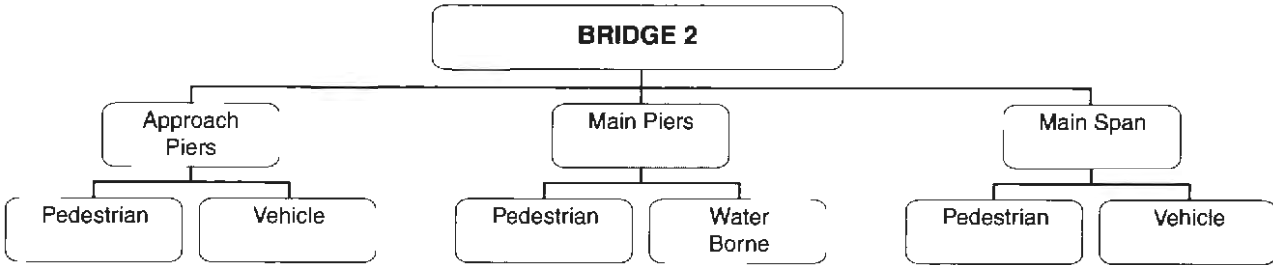 BRIDGE 2
Approach
Piers
Main Piers
Main Span
Pedestrian
Vehicle
Pedestrian
Water
Borne
Pedestrian
Vehicle